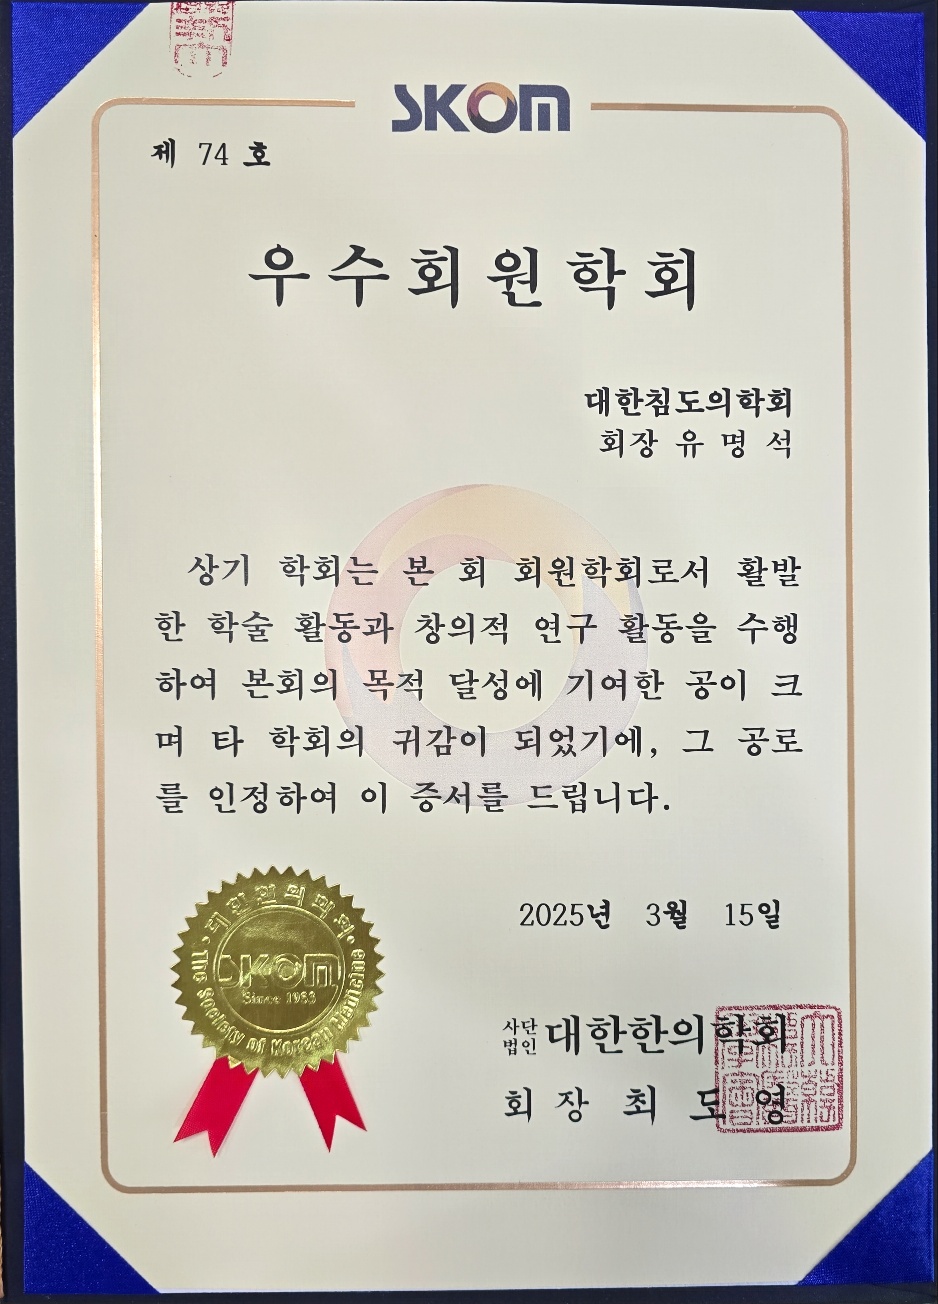 SKOM
제 74 호
우수회원학회
대한침도의학회
회장 유 명 석
상기 학회는 본 회 회원학회로서 활발
한 학술 활동과 창의적 연구 활동을 수행
하여 본회의 목적 달성에 기여한 공이 크
며 타 학회의 귀감이 되었기에, 그 공로
를 인정하여 이 증서를 드립니다.
2025년 3월 15일
대한한의학회
SKOM
Since 1953
The Society of Korean Medicine
사단
법인 대한한의학회
회 장 최 도 영